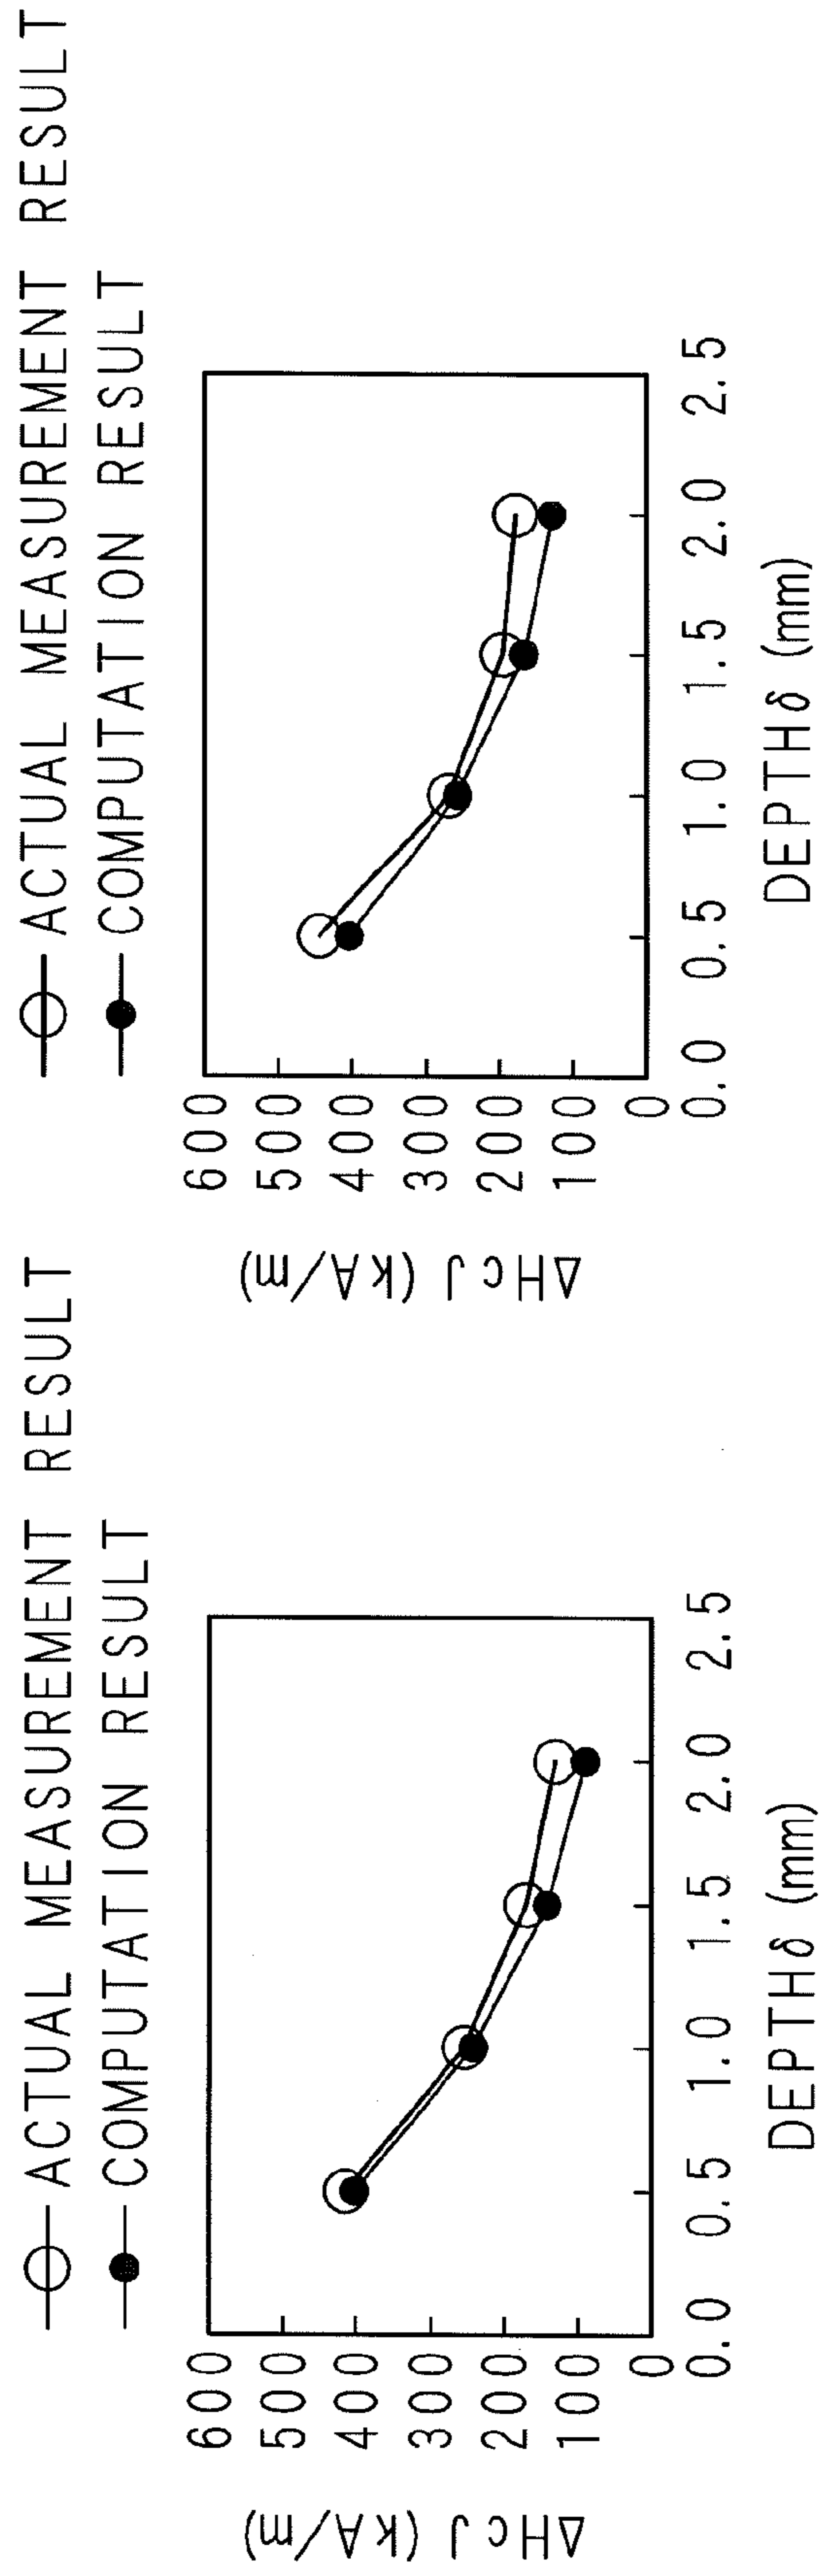 ACTUAL MEASUREMENT RESULT
COMPUTATION RESULT
ΔHcJ (kA/m)
600
500
400
300
200
100
0
0.0 0.5 1.0 1.5 2.0 2.5
DEPTHδ (mm)
ACTUAL MEASUREMENT RESULT
COMPUTATION RESULT
ΔHcJ (kA/m)
600
500
400
300
200
100
0
0.0 0.5 1.0 1.5 2.0 2.5
DEPTHδ (mm)